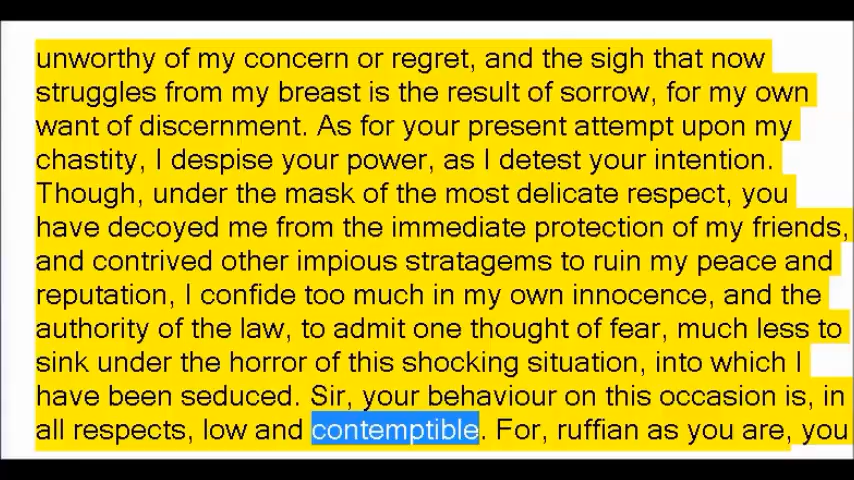 unworthy of my concern or regret, and the sigh that now
struggles from my breast is the result of sorrow, for my own
want of discernment. As for your present attempt upon my
chastity, I despise your power, as I detest your intention.
Though, under the mask of the most delicate respect, you
have decoyed me from the immediate protection of my friends,
and contrived other impious stratagems to ruin my peace and
reputation, I confide too much in my own innocence, and the
authority of the law, to admit one thought of fear, much less to
sink under the horror of this shocking situation, into which I
have been seduced. Sir, your behaviour on this occasion is, in
all respects, low and contemptible. For, ruffian as you are, you